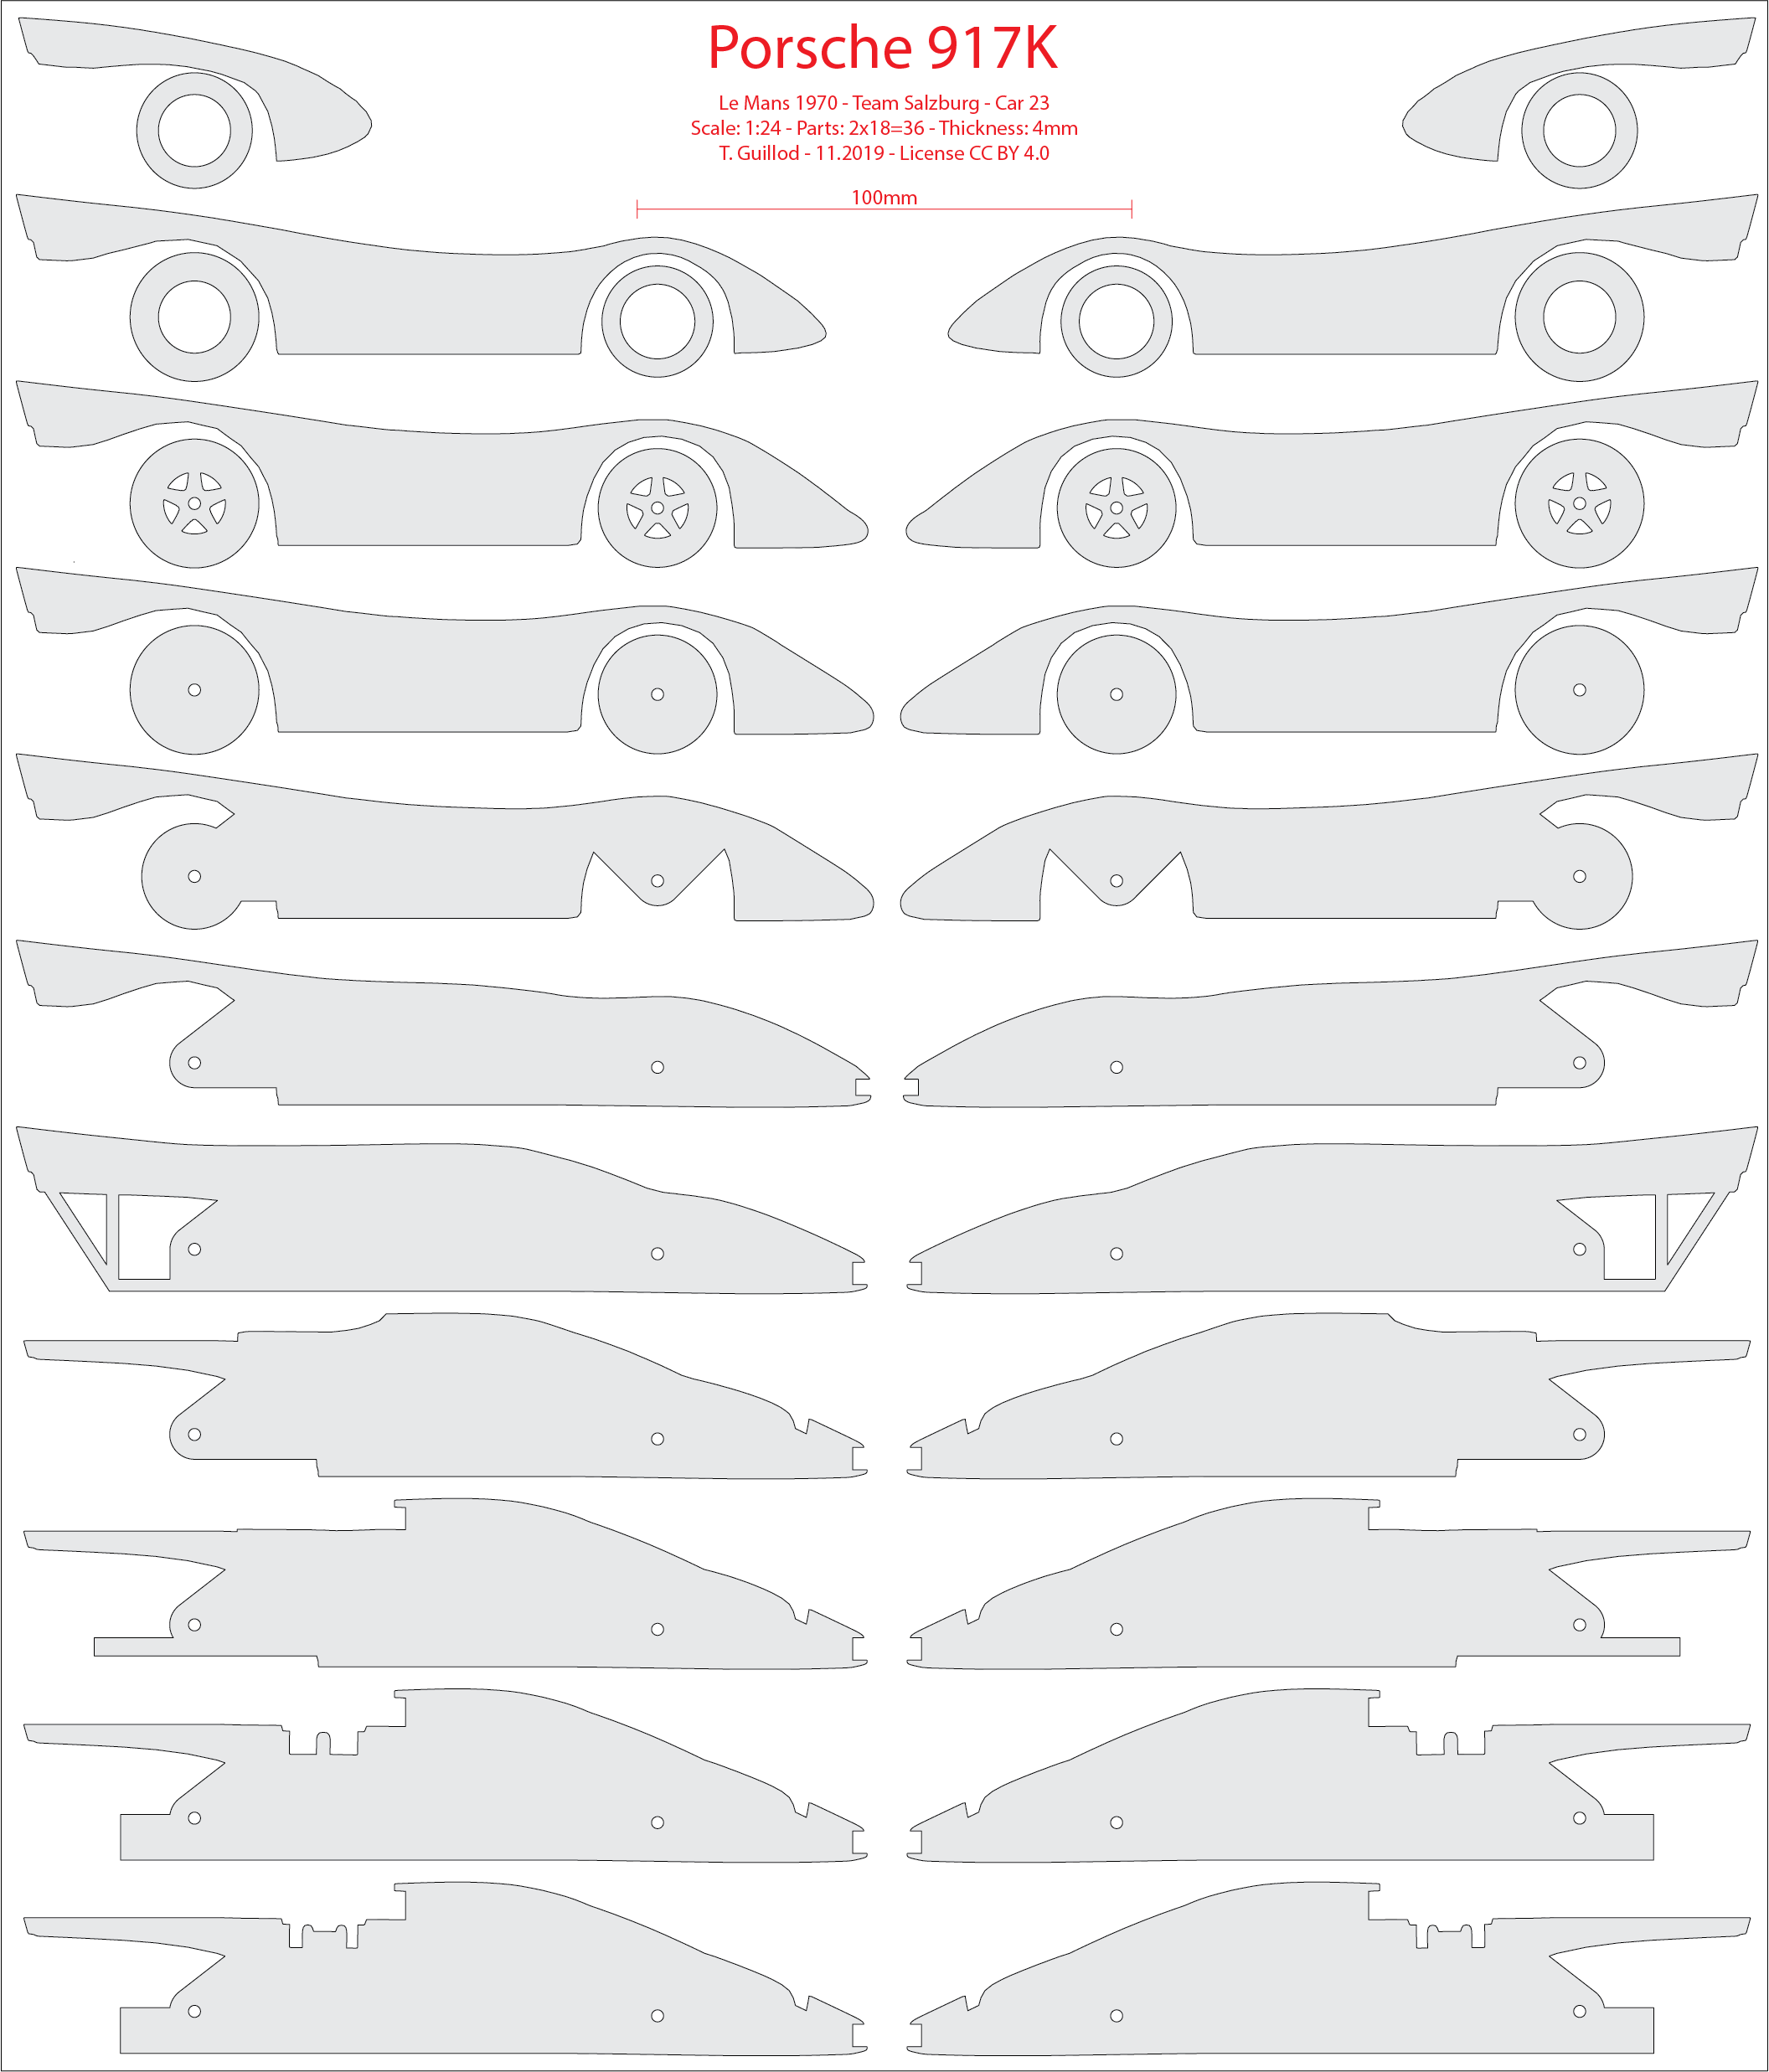 Porsche 917K
Le Mans 1970 - Team Salzburg - Car 23
Scale: 1:24 - Parts: 2x18=36 - Thickness: 4mm
T. Guillod - 11.2019 - License CC BY 4.0
100mm